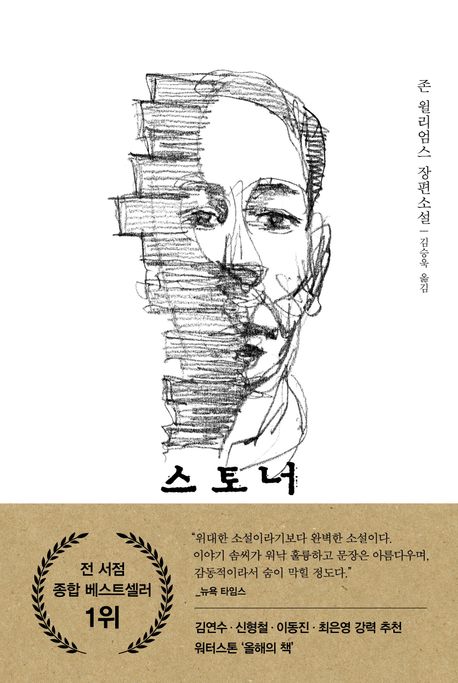 존 윌리엄스 장편소설 — 김승욱 옮김
스토너
전 서점
종합 베스트셀러
1위
“위대한 소설이라기보다 완벽한 소설이다.
이야기 솜씨가 워낙 훌륭하고 문장은 아름다우며,
감동적이라서 숨이 막힐 정도다.”
_뉴욕 타임스
김연수·신형철·이동진·최은영 강력 추천
워터스톤 ‘올해의 책’